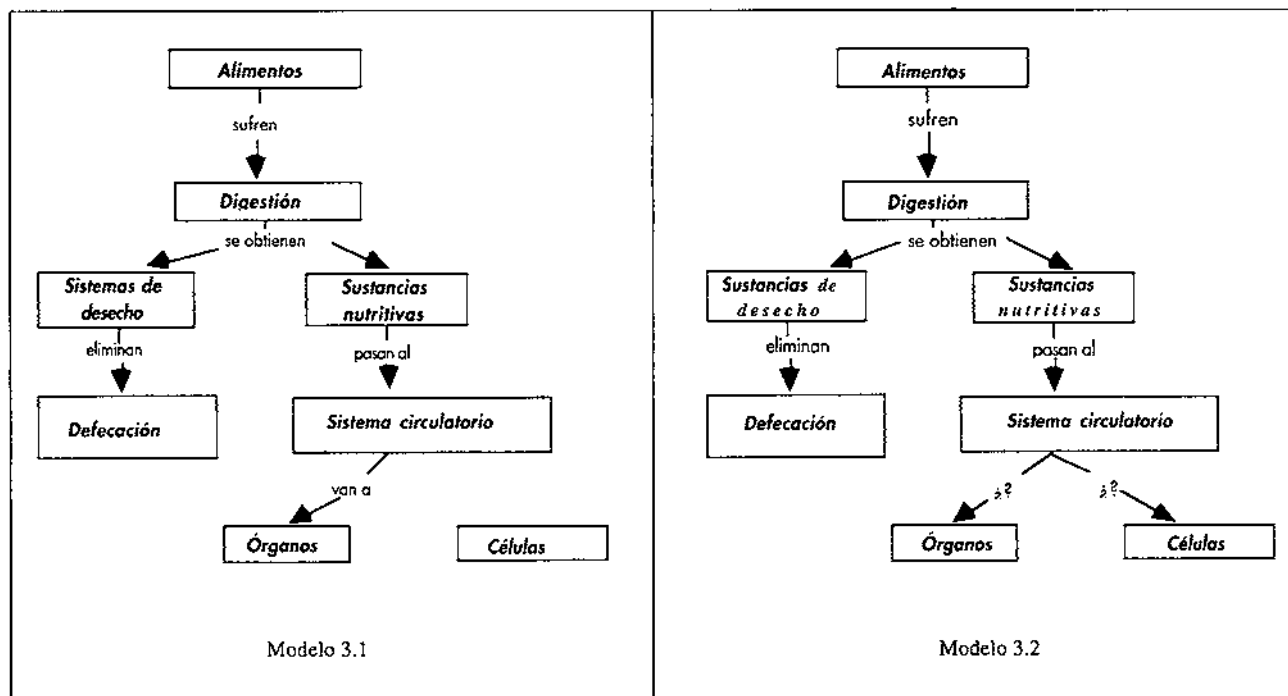 Alimentos
sufren
Digestión
se obtienen
Sistemas de
desecho
Sustancias
nutritivas
eliminan
pasan al
Defecación
Sistema circulatorio
van a
Órganos
Células
Modelo 3.1
Alimentos
sufren
Digestión
se obtienen
Sustancias de
desecho
Sustancias
nutritivas
eliminan
pasan al
Defecación
Sistema circulatorio
¿?
¿?
Órganos
Células
Modelo 3.2